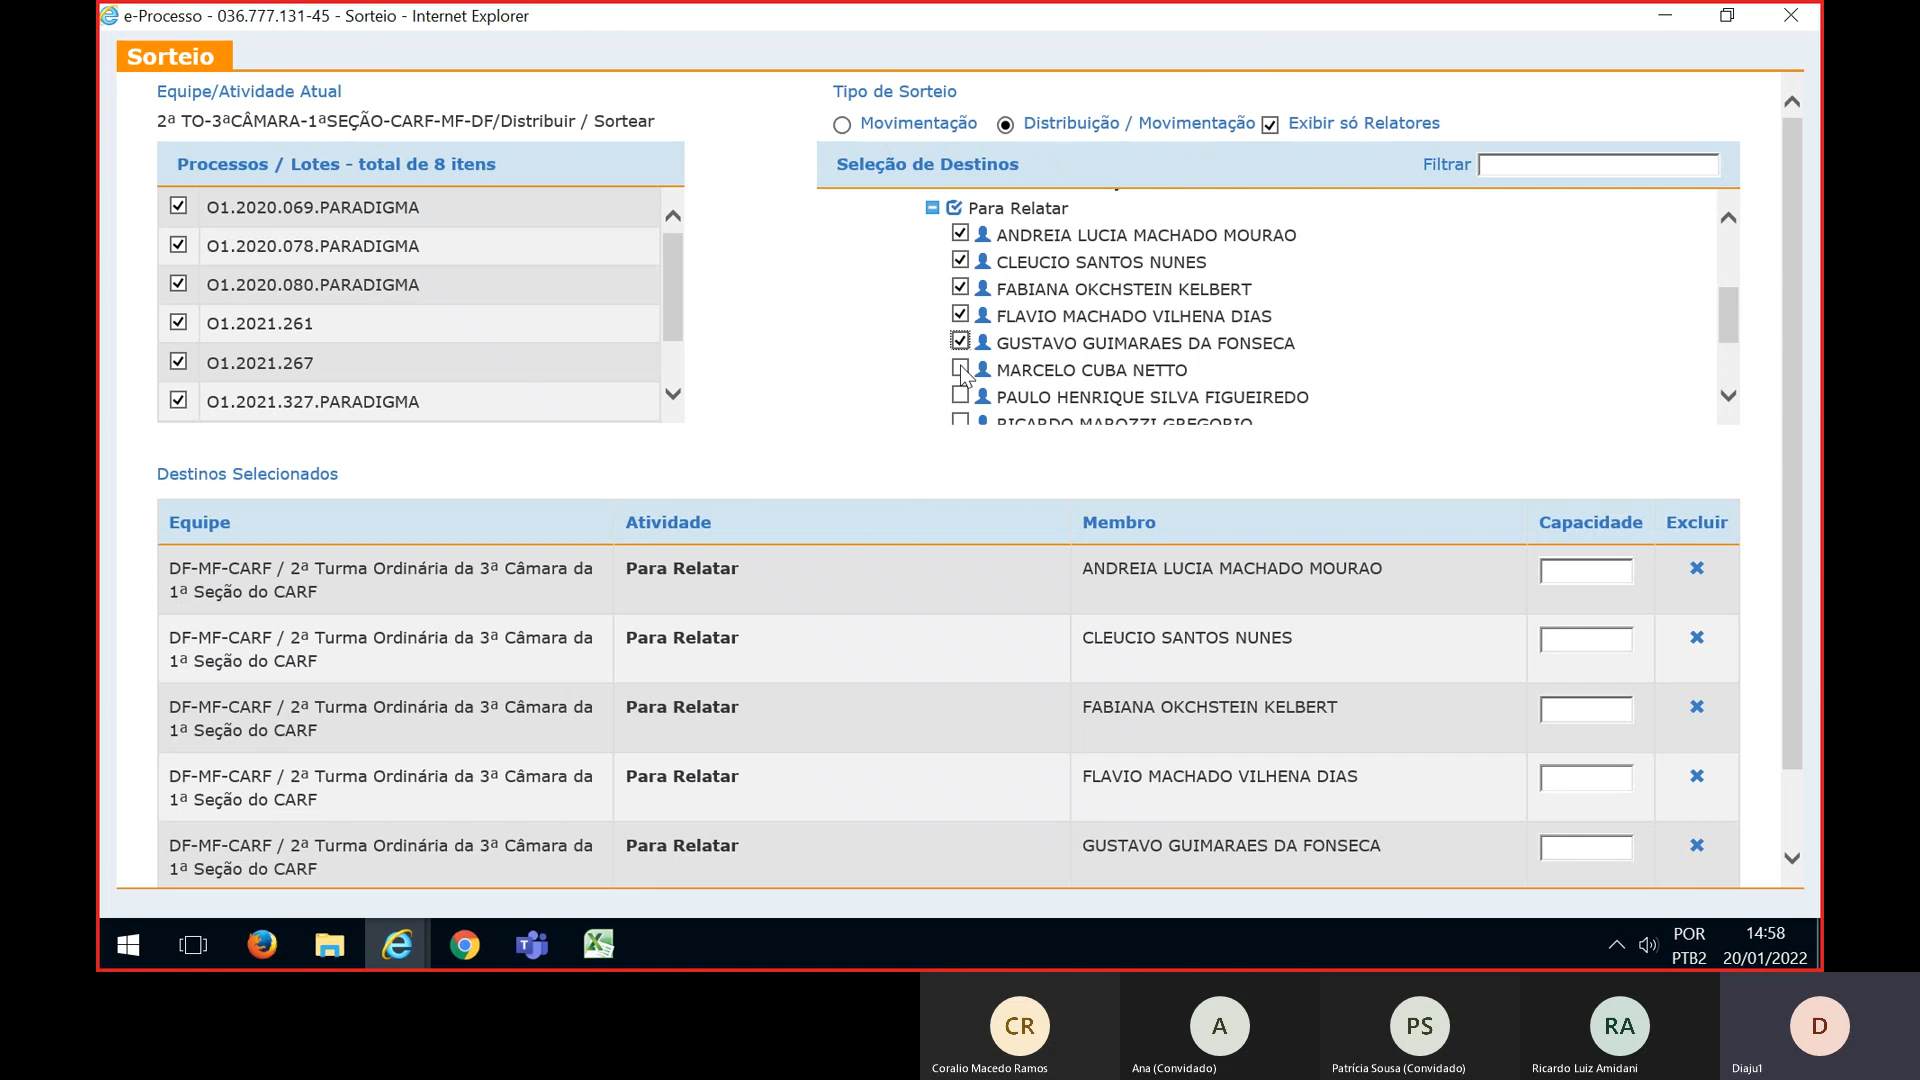 e-Processo - 036.777.131-45 - Sorteio - Internet Explorer
Sorteio
Equipe/Atividade Atual
2ª TO-3ªCÂMARA-1ªSEÇÃO-CARF-MF-DF/Distribuir / Sortear
Tipo de Sorteio
Movimentação Distribuição / Movimentação Exibir só Relatores
Processos / Lotes - total de 8 itens
O1.2020.069.PARADIGMA
O1.2020.078.PARADIGMA
O1.2020.080.PARADIGMA
O1.2021.261
O1.2021.267
O1.2021.327.PARADIGMA
Seleção de Destinos Filtrar
Para Relatar
ANDREIA LUCIA MACHADO MOURAO
CLEUCIO SANTOS NUNES
FABIANA OKCHSTEIN KELBERT
FLAVIO MACHADO VILHENA DIAS
GUSTAVO GUIMARAES DA FONSECA
MARCELO CUBA NETTO
PAULO HENRIQUE SILVA FIGUEIREDO
RICARDO MAROZZI GREGORIO
Destinos Selecionados
Equipe Atividade Membro Capacidade Excluir
DF-MF-CARF / 2ª Turma Ordinária da 3ª Câmara da Para Relatar ANDREIA LUCIA MACHADO MOURAO
1ª Seção do CARF
DF-MF-CARF / 2ª Turma Ordinária da 3ª Câmara da Para Relatar CLEUCIO SANTOS NUNES
1ª Seção do CARF
DF-MF-CARF / 2ª Turma Ordinária da 3ª Câmara da Para Relatar FABIANA OKCHSTEIN KELBERT
1ª Seção do CARF
DF-MF-CARF / 2ª Turma Ordinária da 3ª Câmara da Para Relatar FLAVIO MACHADO VILHENA DIAS
1ª Seção do CARF
DF-MF-CARF / 2ª Turma Ordinária da 3ª Câmara da Para Relatar GUSTAVO GUIMARAES DA FONSECA
1ª Seção do CARF
POR 14:58
PTB2 20/01/2022
CR A PS RA D
Coralio Macedo Ramos Ana (Convidado) Patrícia Sousa (Convidado) Ricardo Luiz Amidani Diaju1